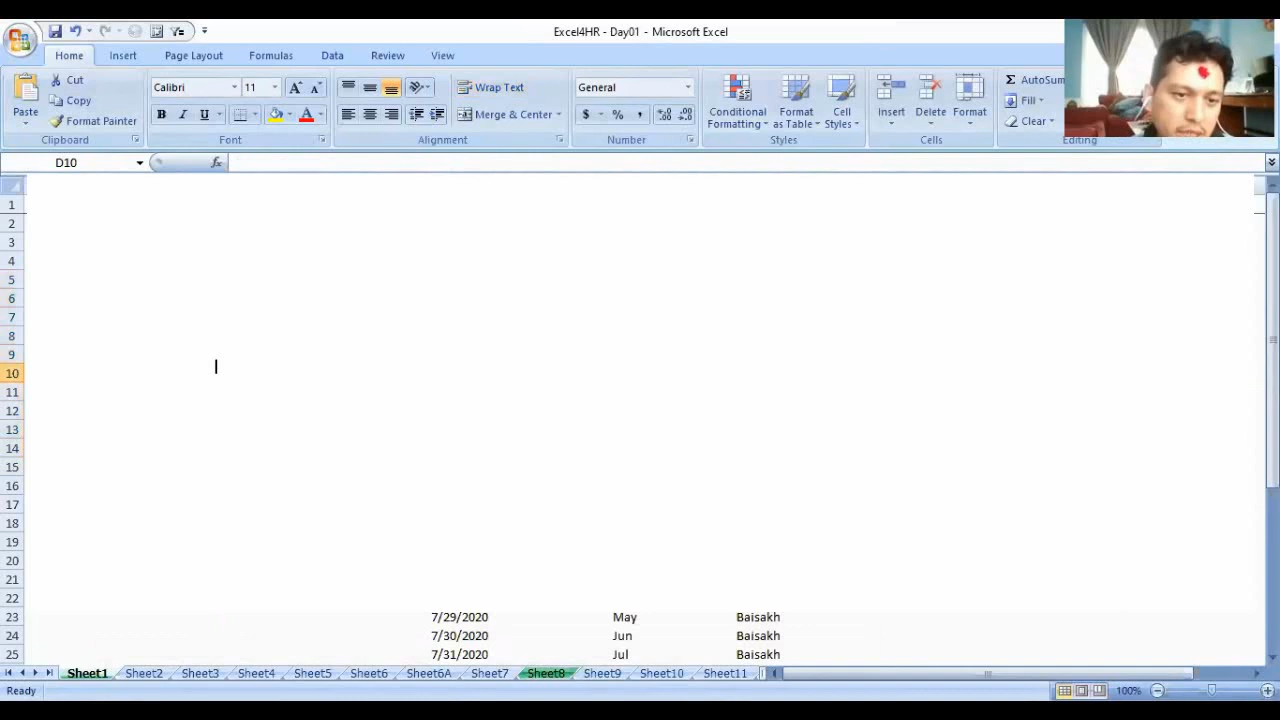 Excel4HR - Day01 - Microsoft Excel
Home Insert Page Layout Formulas Data Review View
Paste Cut Copy Format Painter Clipboard
Calibri 11 A A B I U A Font
Wrap Text Merge & Center Alignment
General $ % , Number
Conditional Formatting Format as Table Cell Styles Styles
Insert Delete Format Cells
Σ AutoSum Fill Clear Editing
D10 fx
1
2
3
4
5
6
7
8
9
10
11
12
13
14
15
16
17
18
19
20
21
22
23 7/29/2020 May Baisakh
24 7/30/2020 Jun Baisakh
25 7/31/2020 Jul Baisakh
Sheet1 Sheet2 Sheet3 Sheet4 Sheet5 Sheet6 Sheet6A Sheet7 Sheet8 Sheet9 Sheet10 Sheet11
Ready 100%